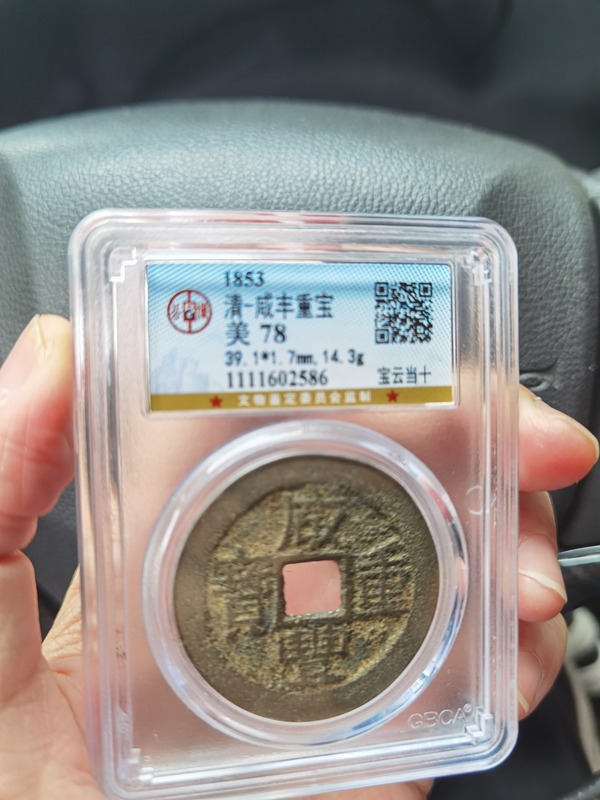 1853
清-咸丰重宝
美 78
39.1*1.7mm,14.3g
1111602586
宝云当十
★ 文物鉴定委员会监制 ★
咸
寶 重
豐
GBCA®